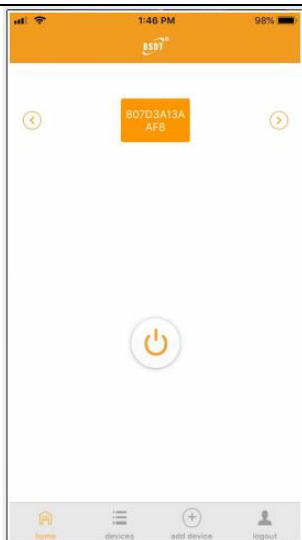 1:46 PM 98%
BSDT
807D3A13A
AF8
home devices add device logout